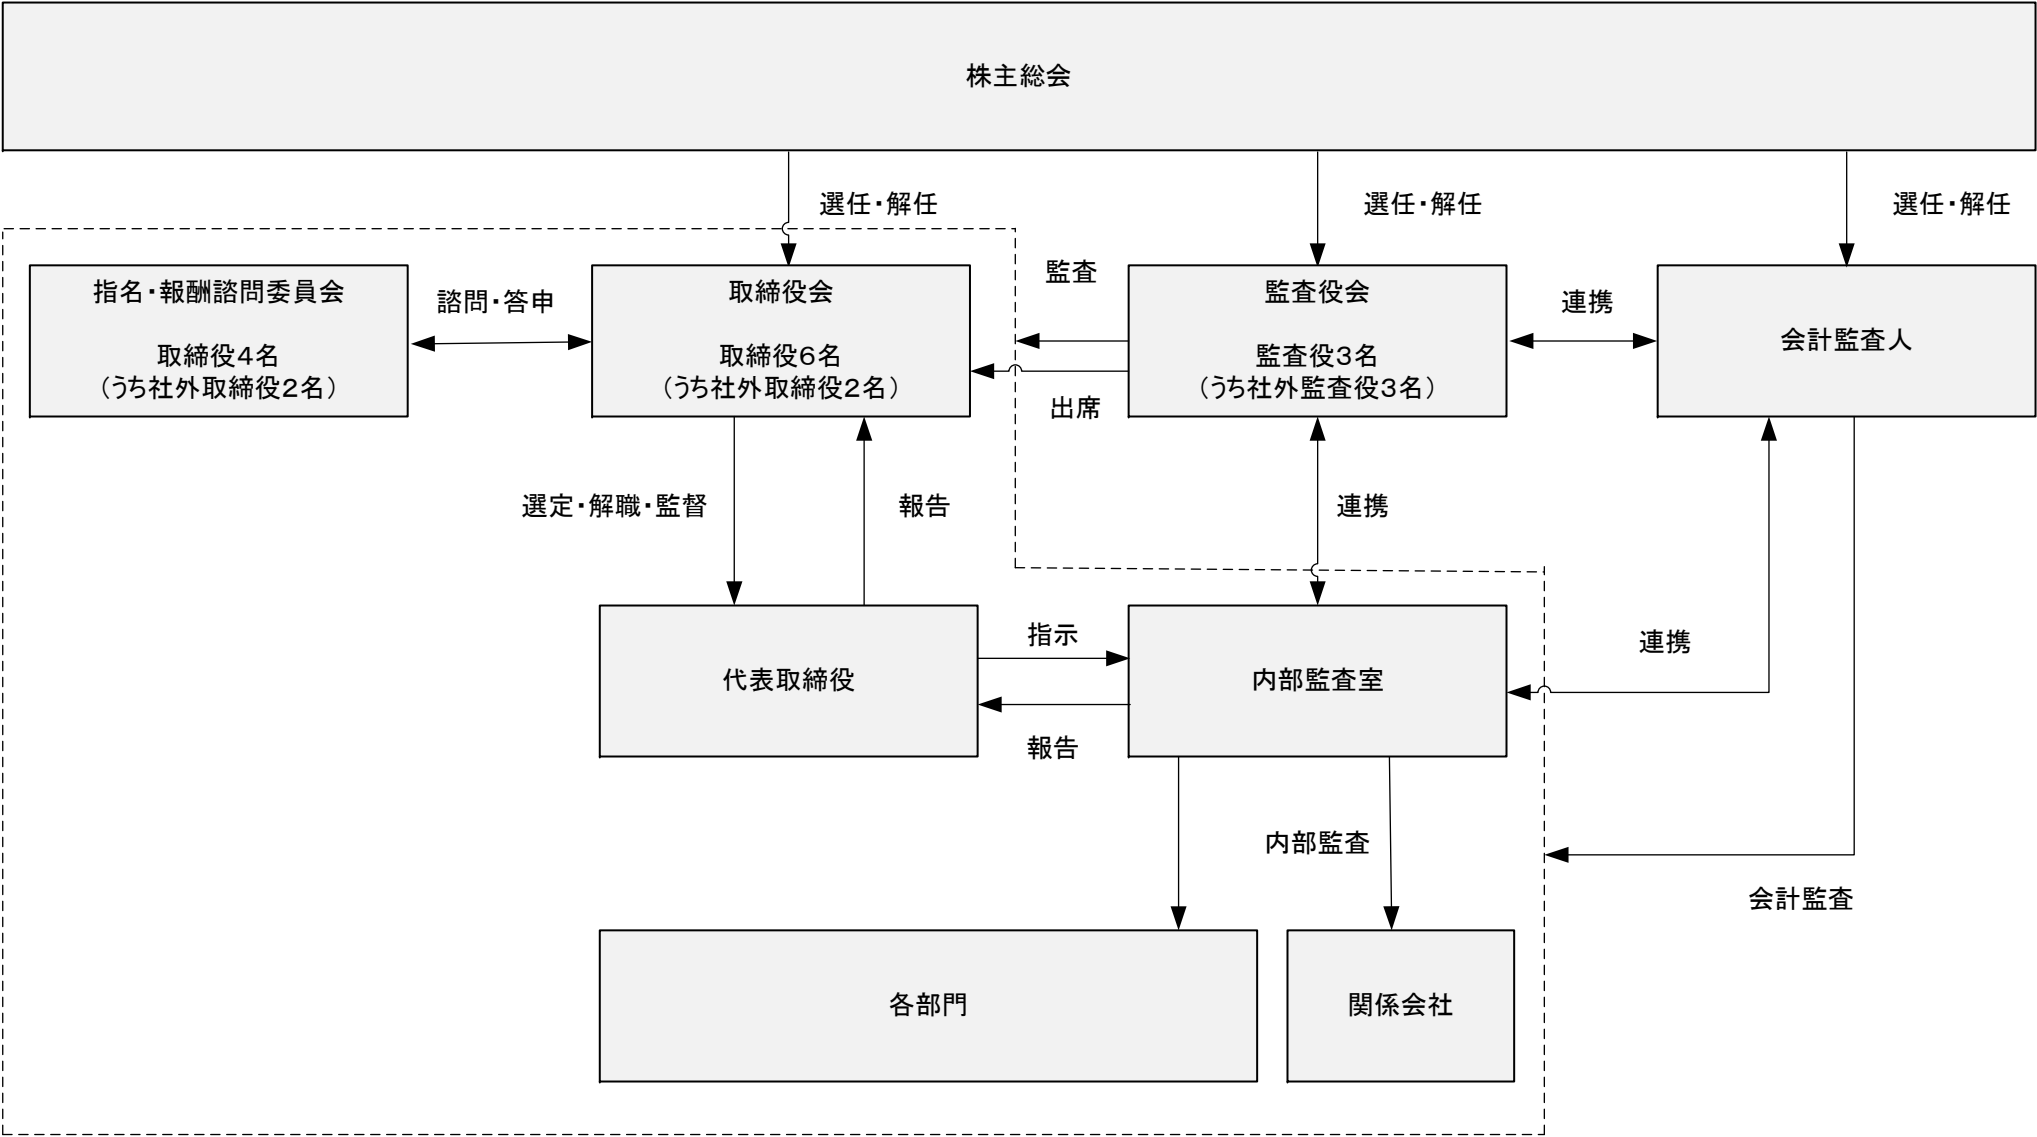 株主総会
選任・解任
選任・解任
選任・解任
指名・報酬諮問委員会
取締役４名
（うち社外取締役２名）
諮問・答申
取締役会
取締役６名
（うち社外取締役２名）
監査
出席
監査役会
監査役３名
（うち社外監査役３名）
連携
会計監査人
選定・解職・監督
報告
連携
代表取締役
指示
報告
内部監査室
連携
内部監査
会計監査
各部門
関係会社